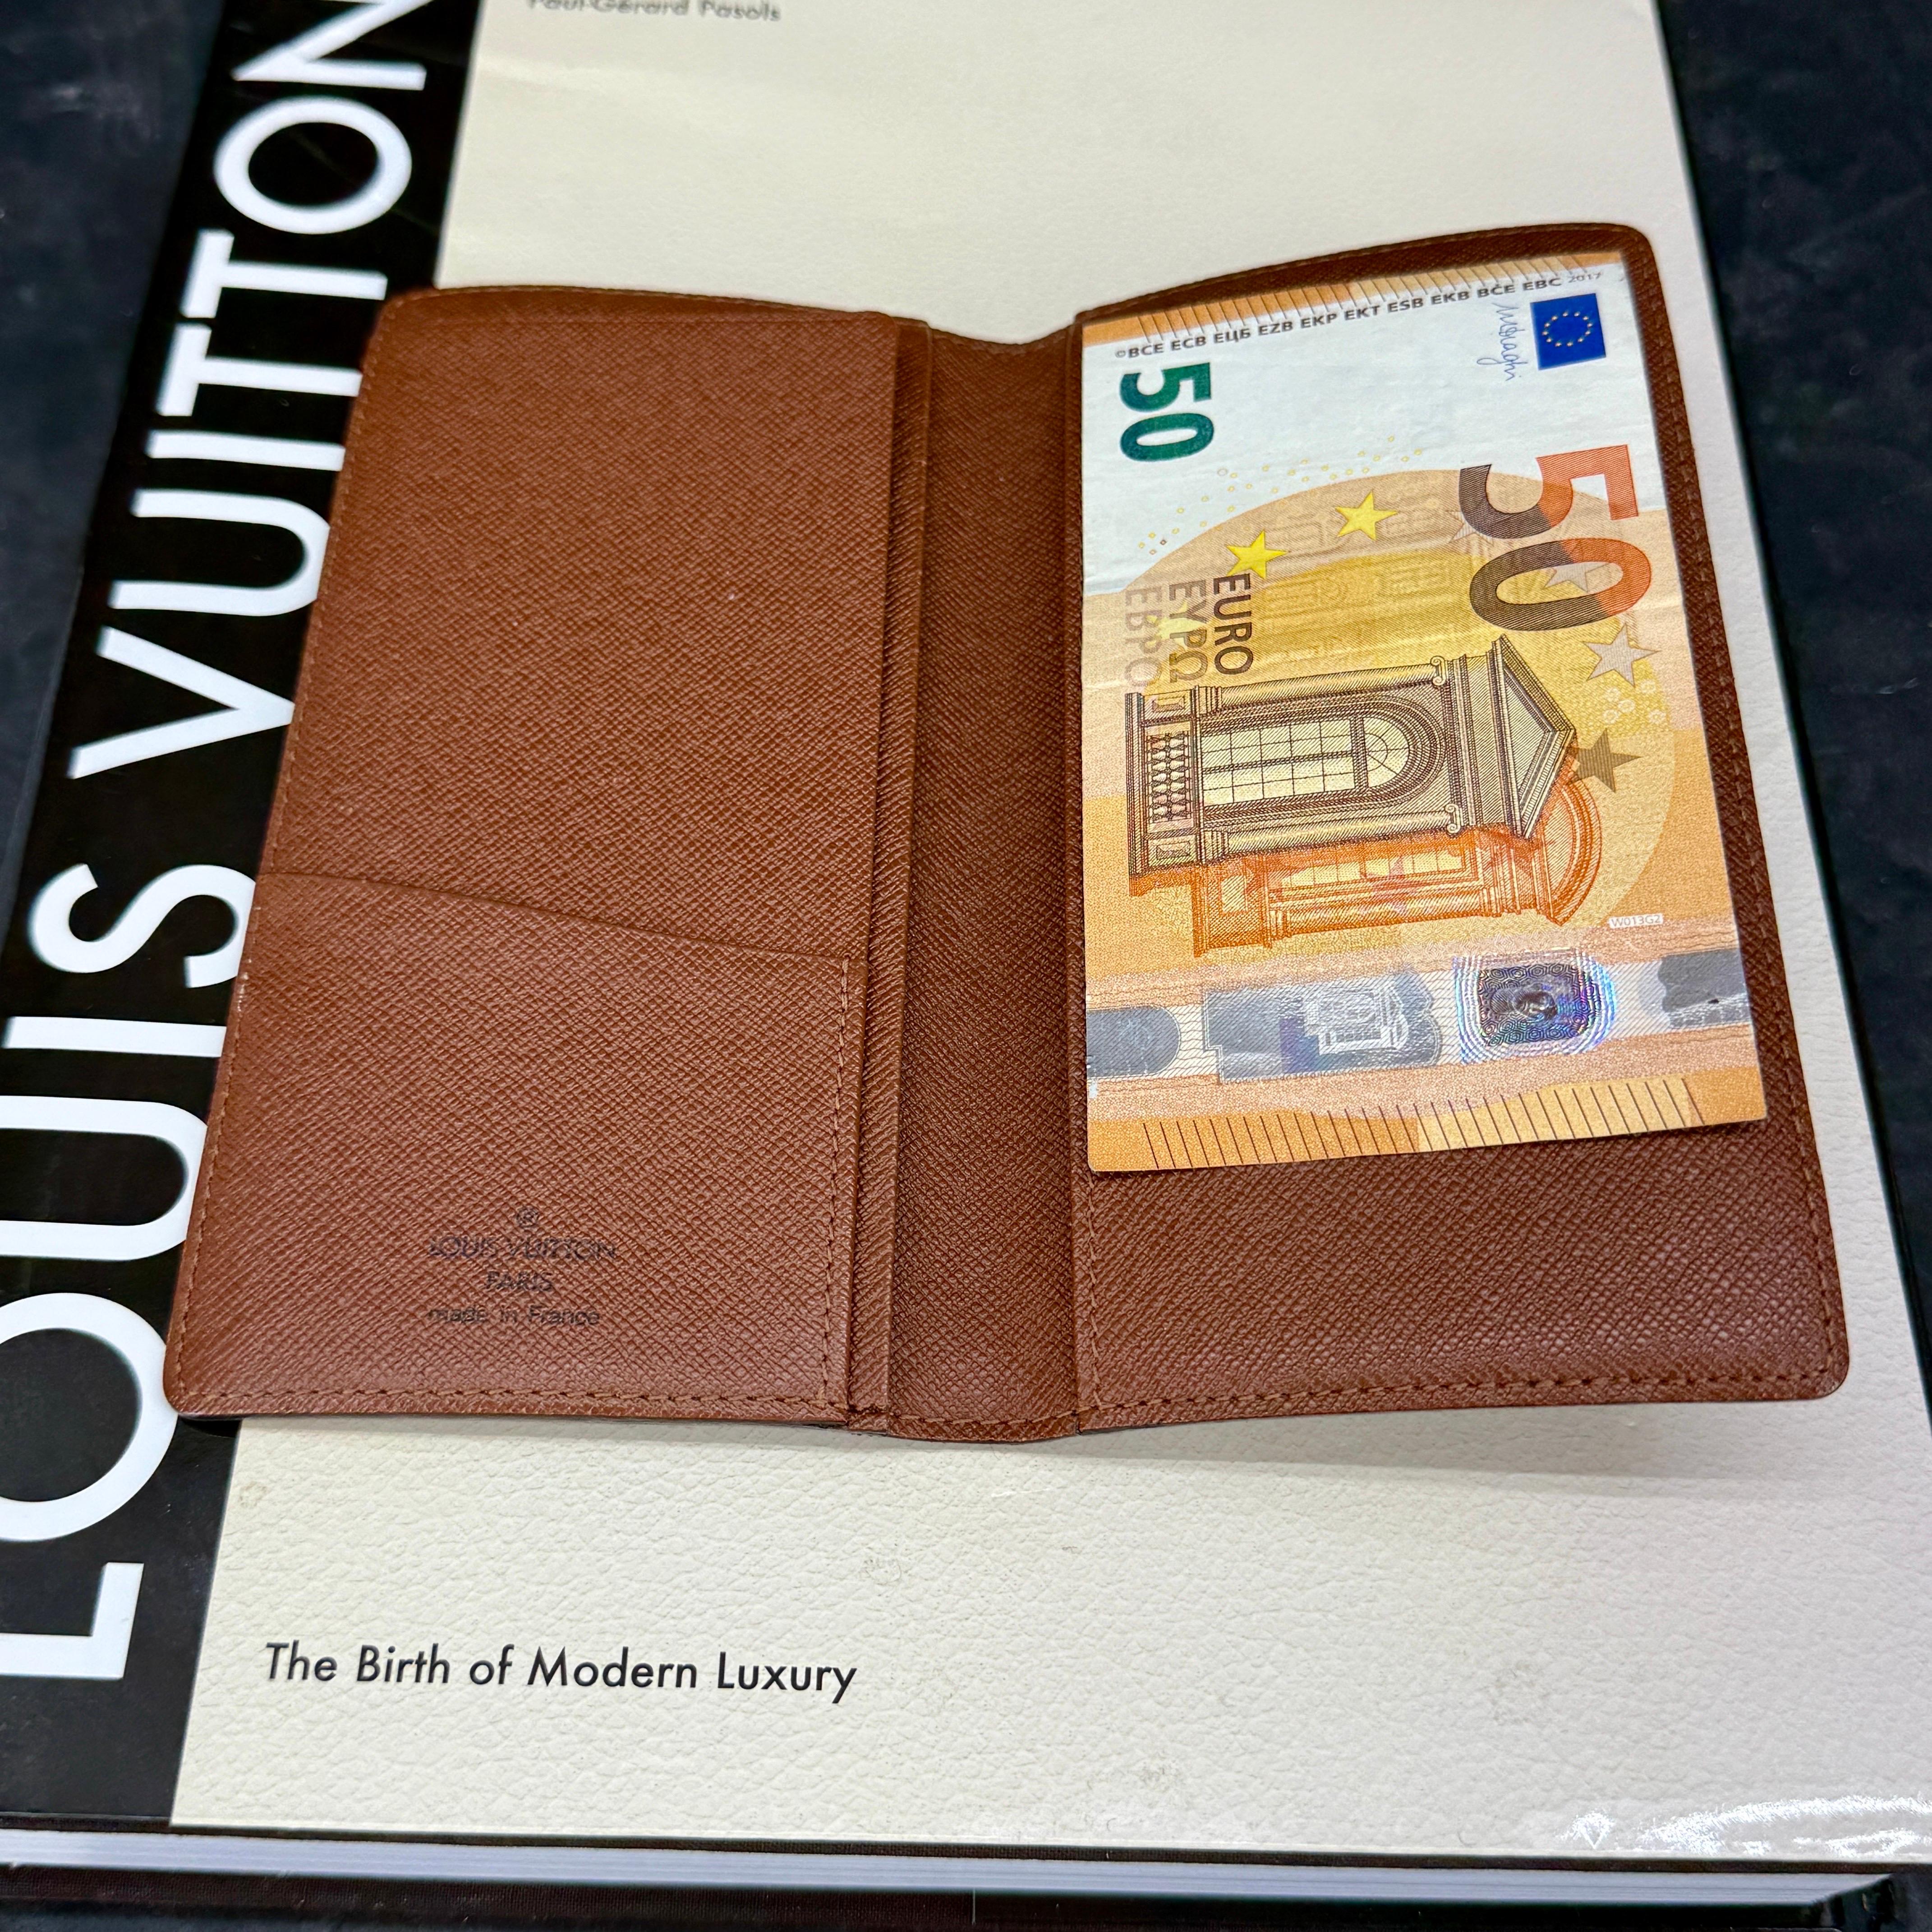 Paul-Gérard Pasols
LOUIS VUITTON
©BCE ECB ЕЦБ EZB EKP EKT ESB EKB BĊE EBC 2017
50
50
EURO
ΕΥΡΩ
ЕВРО
W013G2
®
LOUIS VUITTON
PARIS
made in France
The Birth of Modern Luxury